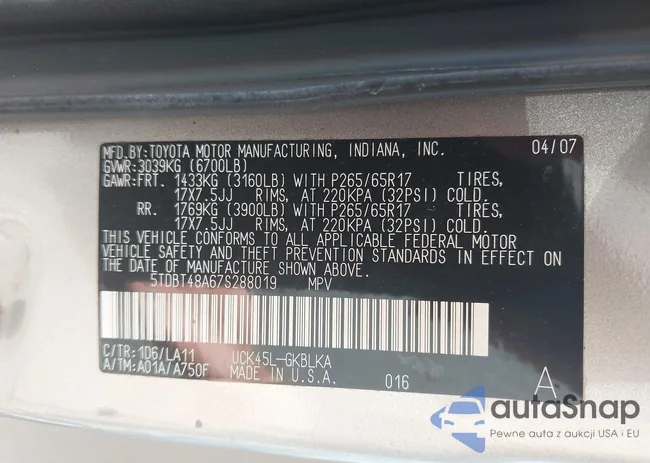 MFD.BY:TOYOTA MOTOR MANUFACTURING, INDIANA, INC. 04/07
GVWR:3039KG (6700LB)
GAWR:FRT. 1433KG (3160LB) WITH P265/65R17 TIRES,
17X7.5JJ RIMS, AT 220KPA (32PSI) COLD.
RR. 1769KG (3900LB) WITH P265/65R17 TIRES,
17X7.5JJ RIMS, AT 220KPA (32PSI) COLD.
THIS VEHICLE CONFORMS TO ALL APPLICABLE FEDERAL MOTOR
VEHICLE SAFETY AND THEFT PREVENTION STANDARDS IN EFFECT ON
THE DATE OF MANUFACTURE SHOWN ABOVE.
5TDBT48A67S288019 MPV
C/TR:1D6/LA11 UCK45L-GKBLKA
A/TM:A01A/A750F MADE IN U.S.A. 016 A
autaSnap
Pewne auta z aukcji USA i EU